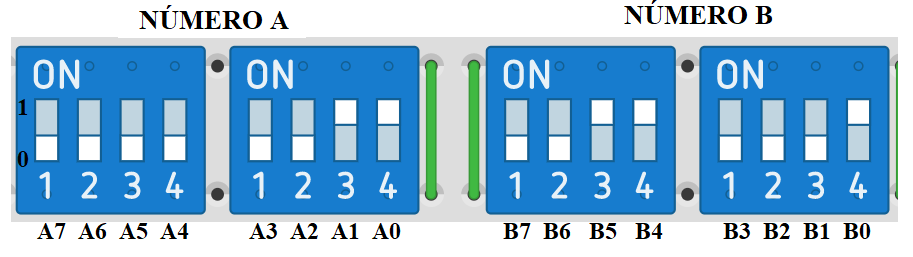 NÚMERO A NÚMERO B
ON ON ON ON
1
0
1 2 3 4 1 2 3 4 1 2 3 4 1 2 3 4
A7 A6 A5 A4 A3 A2 A1 A0 B7 B6 B5 B4 B3 B2 B1 B0